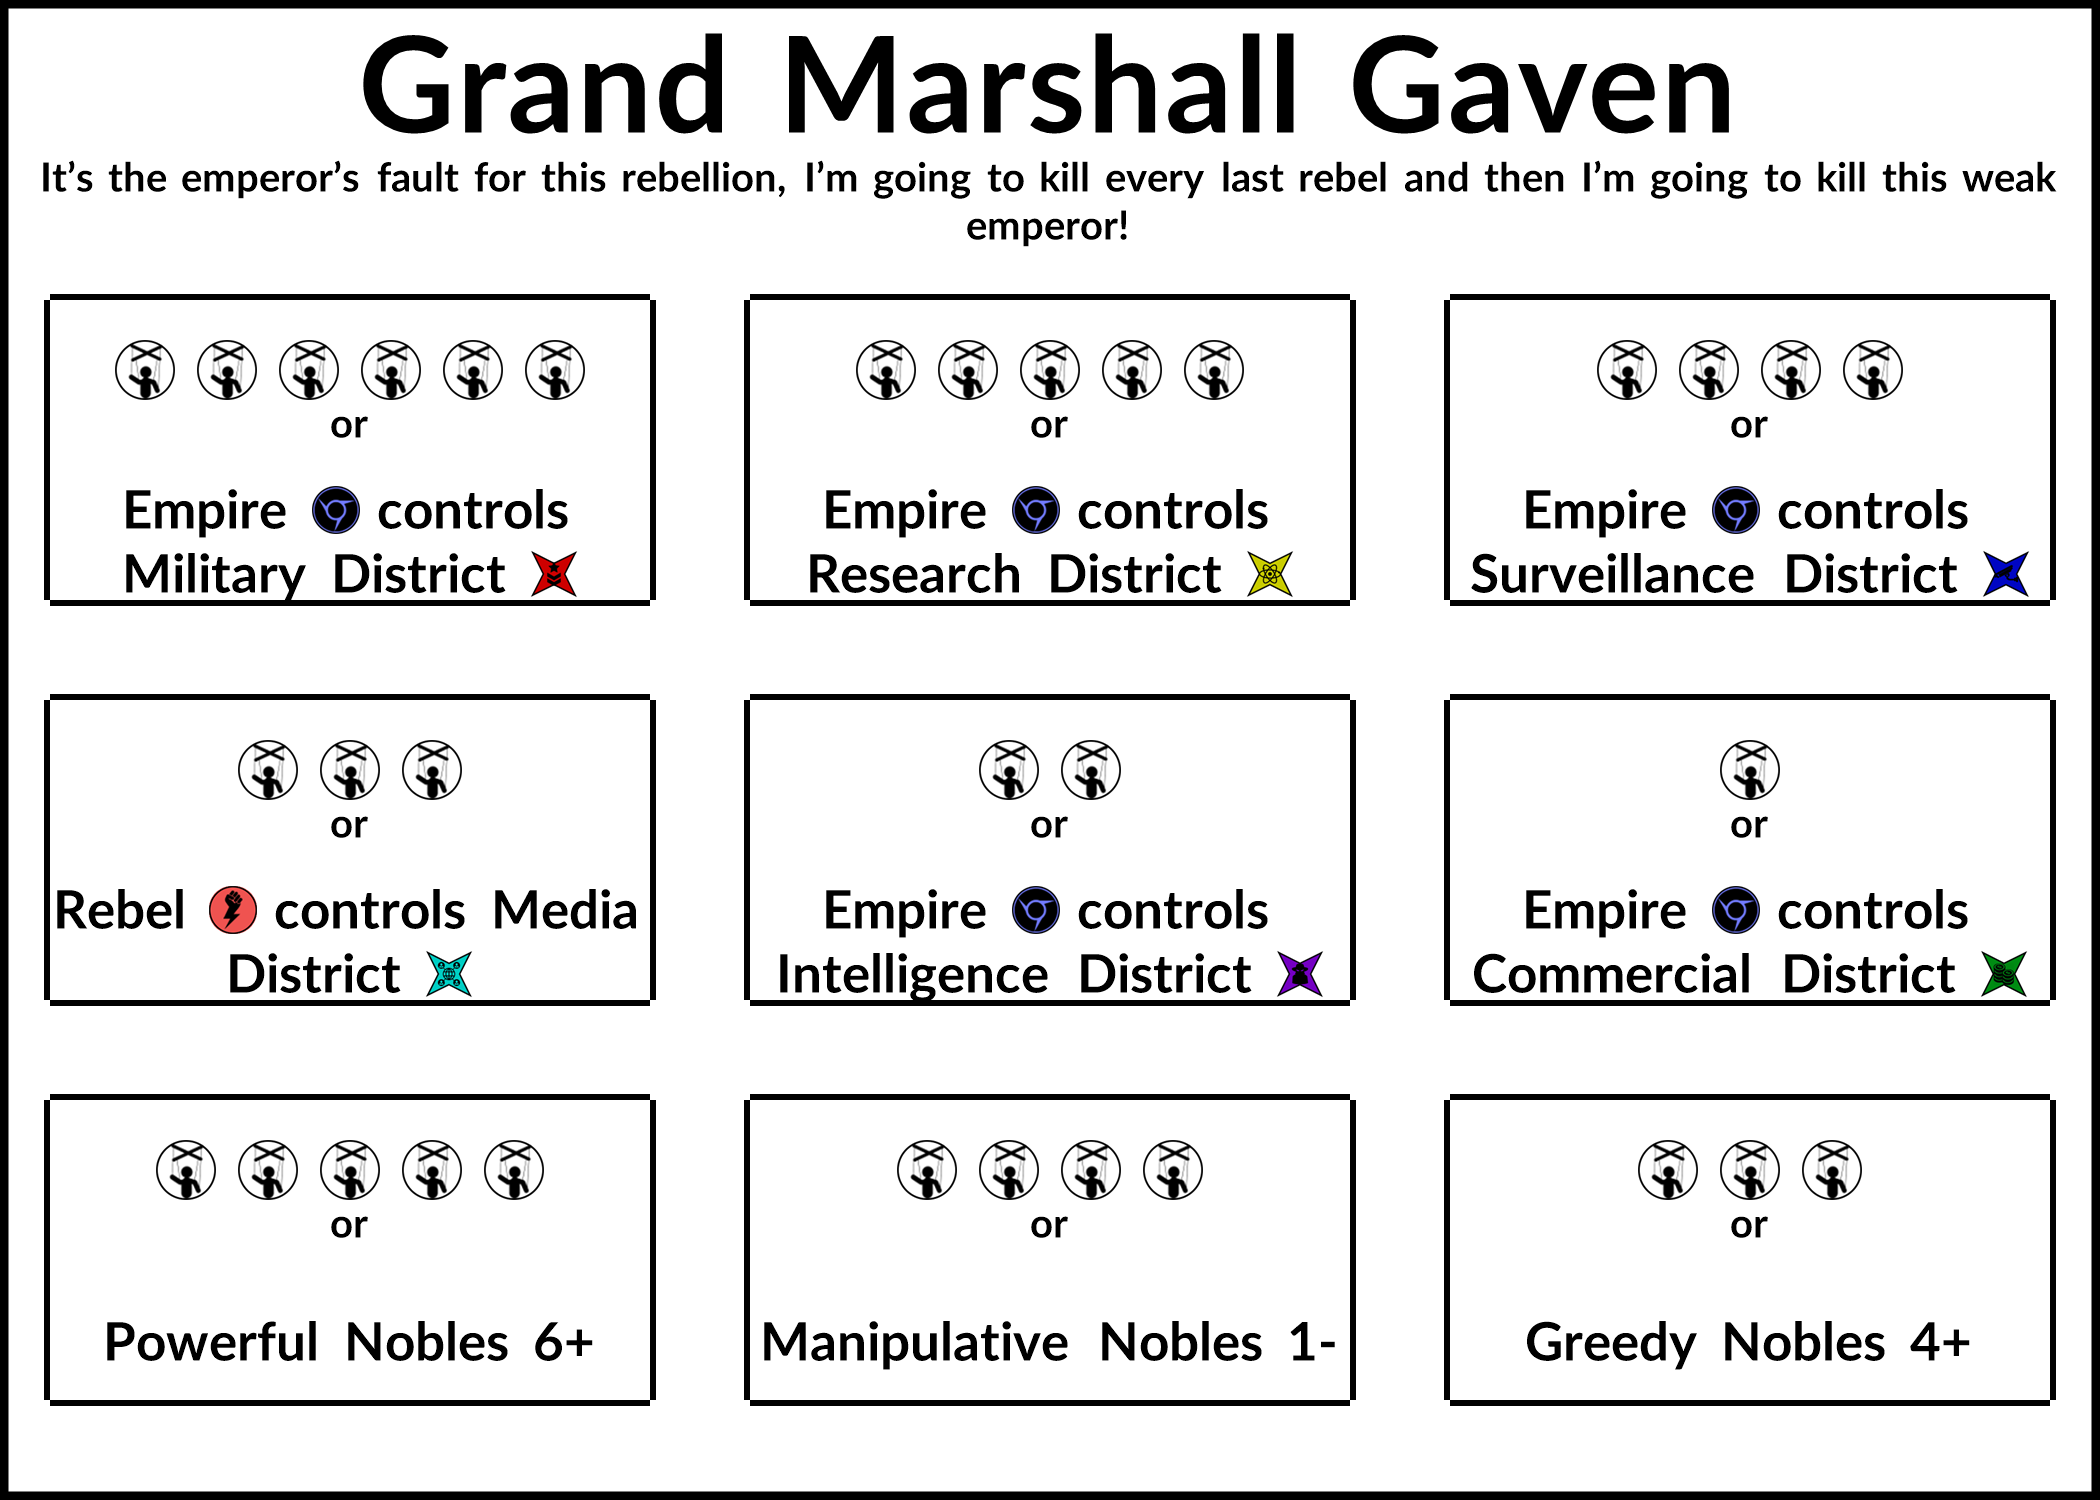 Grand Marshall Gaven
It’s the emperor’s fault for this rebellion, I’m going to kill every last rebel and then I’m going to kill this weak
emperor!
or
Empire controls
Military District
or
Empire controls
Research District
or
Empire controls
Surveillance District
or
Rebel controls Media
District
or
Empire controls
Intelligence District
or
Empire controls
Commercial District
or
Powerful Nobles 6+
or
Manipulative Nobles 1-
or
Greedy Nobles 4+